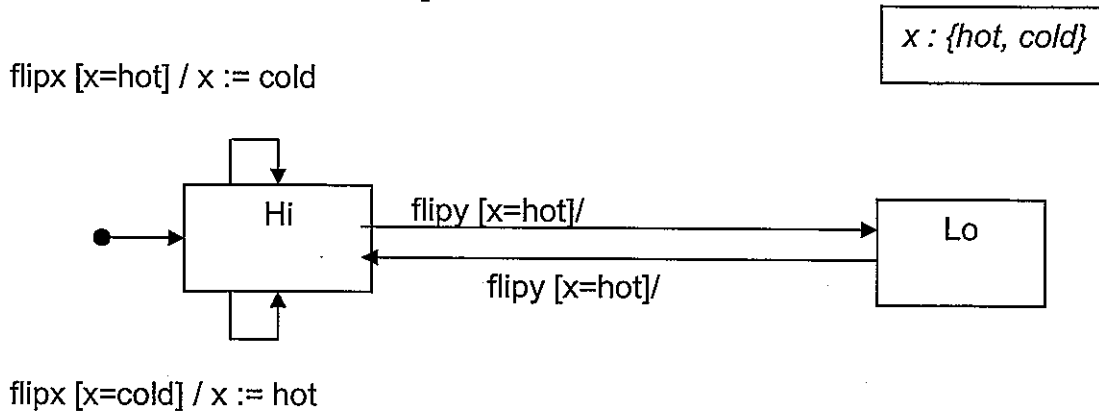 x : {hot, cold}
flipx [x=hot] / x := cold
Hi
flipy [x=hot]/
Lo
flipy [x=hot]/
flipx [x=cold] / x := hot